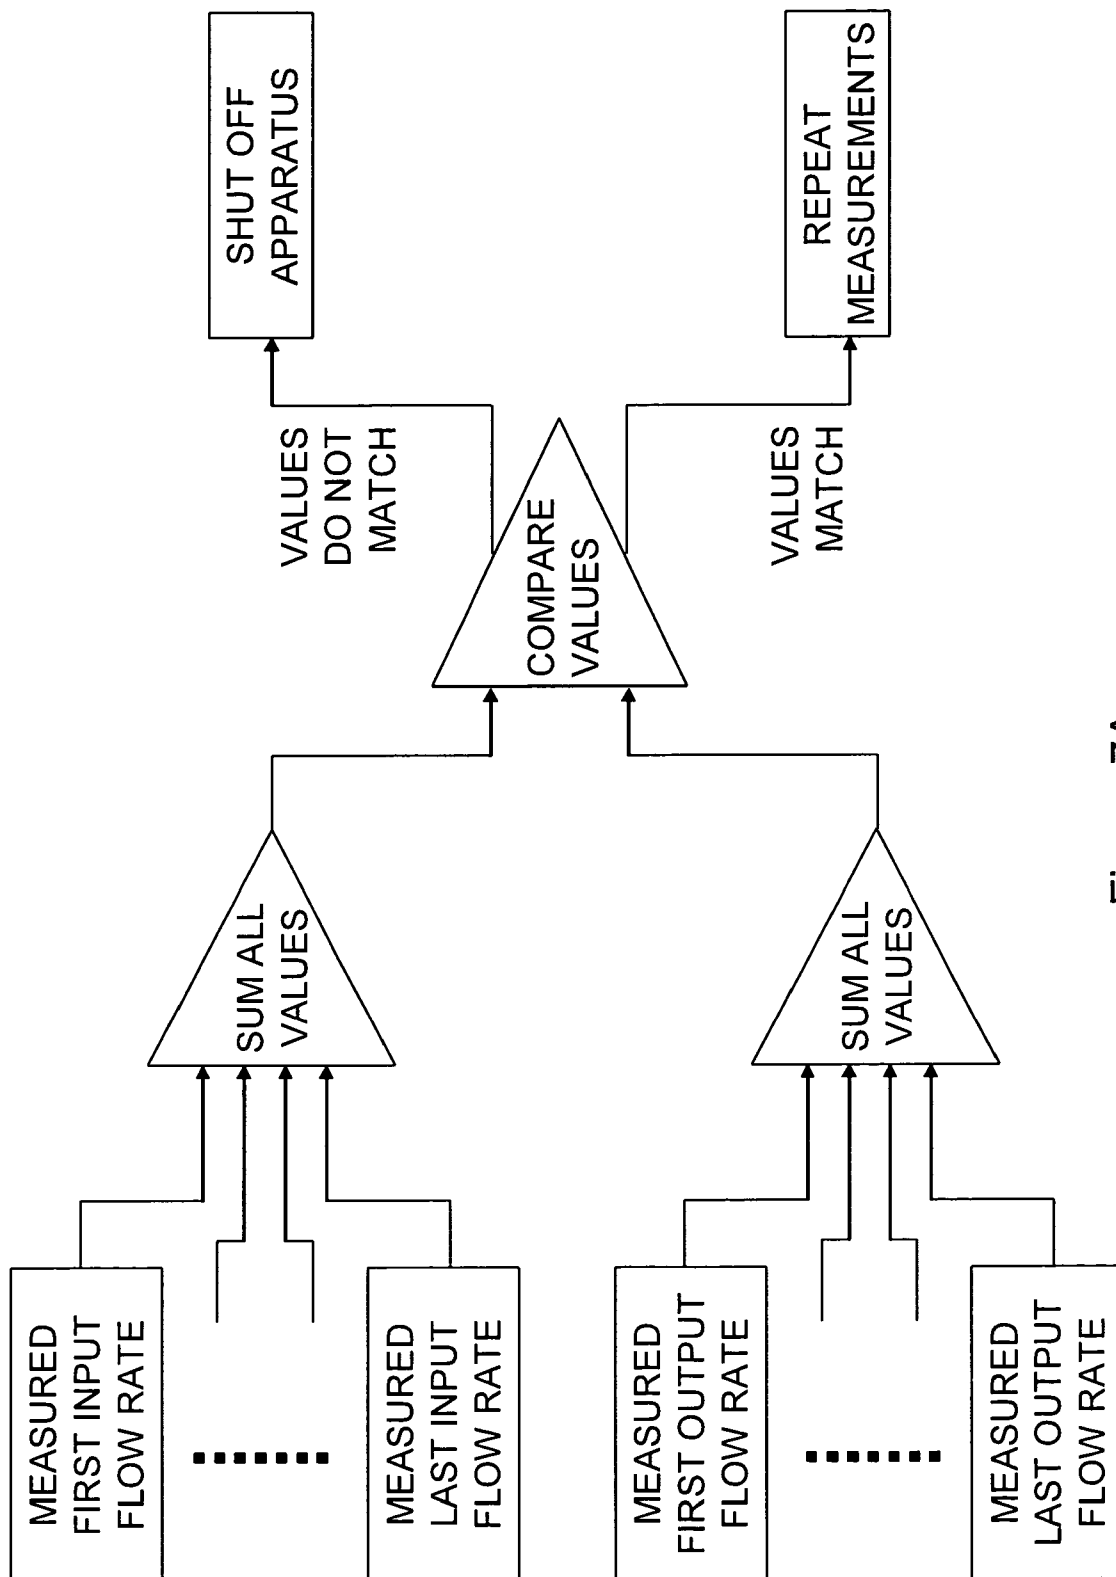 MEASURED
FIRST INPUT
FLOW RATE
MEASURED
LAST INPUT
FLOW RATE
SUM ALL
VALUES
MEASURED
FIRST OUTPUT
FLOW RATE
MEASURED
LAST OUTPUT
FLOW RATE
SUM ALL
VALUES
COMPARE
VALUES
VALUES
DO NOT
MATCH
SHUT OFF
APPARATUS
VALUES
MATCH
REPEAT
MEASUREMENTS